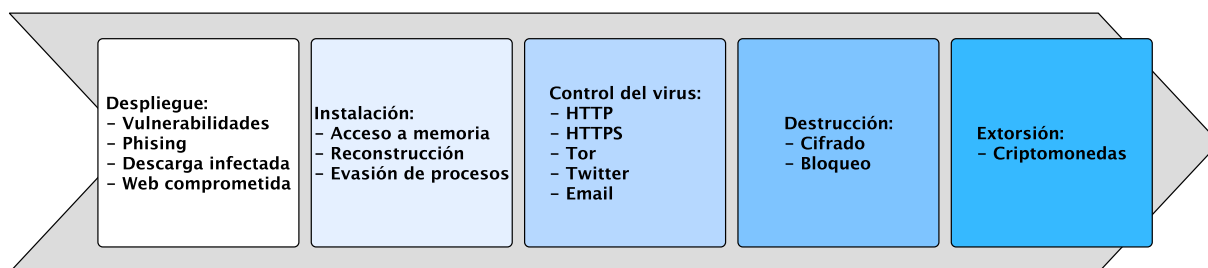 Despliegue:
- Vulnerabilidades
- Phising
- Descarga infectada
- Web comprometida
Instalación:
- Acceso a memoria
- Reconstrucción
- Evasión de procesos
Control del virus:
- HTTP
- HTTPS
- Tor
- Twitter
- Email
Destrucción:
- Cifrado
- Bloqueo
Extorsión:
- Criptomonedas